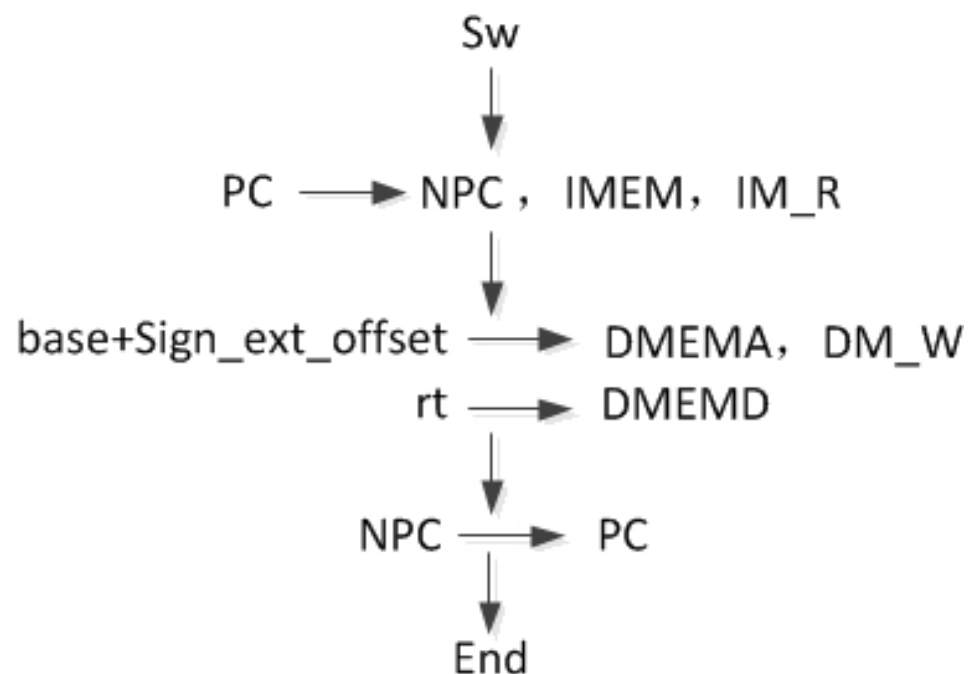 Sw
PC NPC， IMEM， IM_R
base+Sign_ext_offset DMEMA， DM_W
rt DMEMD
NPC PC
End